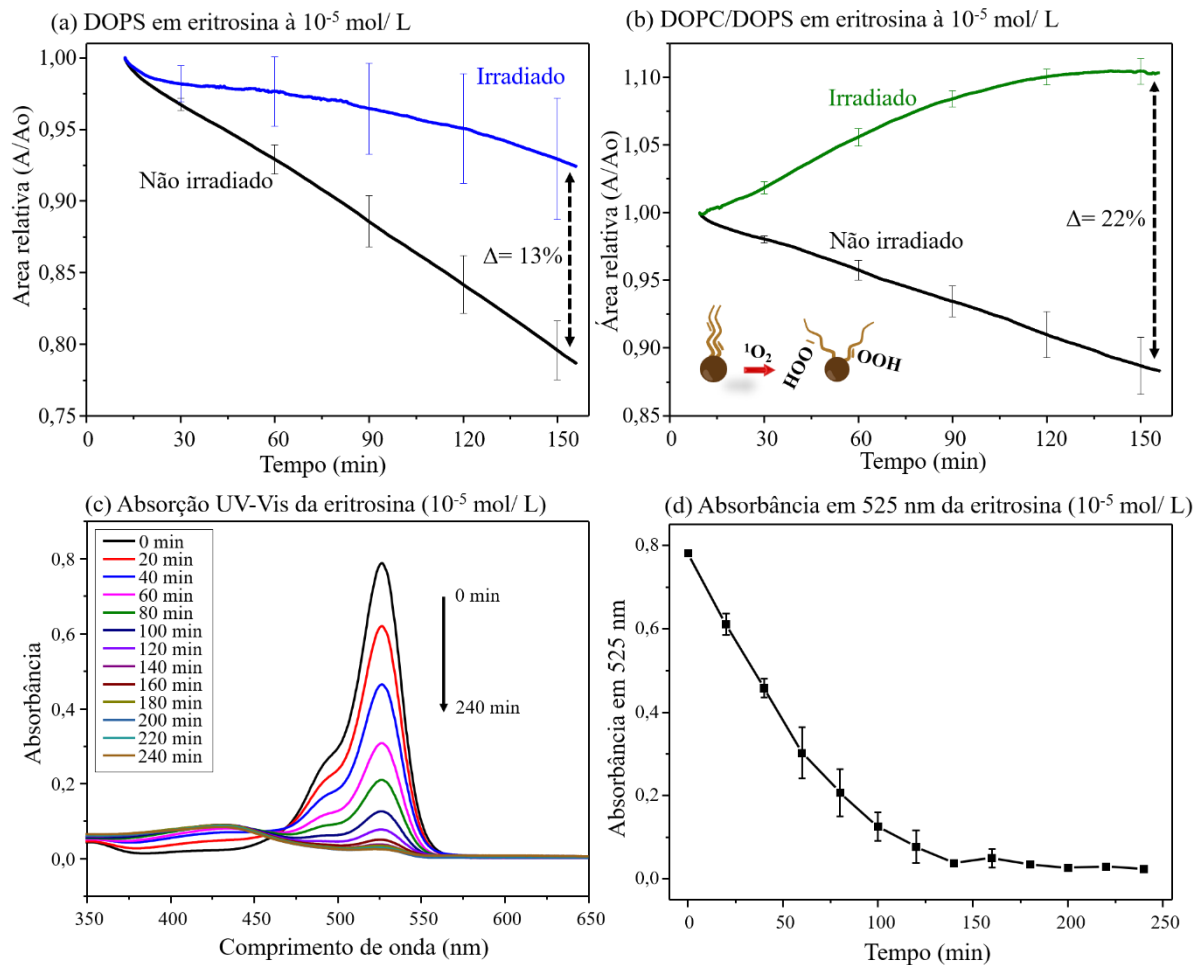 (a) DOPS em eritrosina à 10⁻⁵ mol/ L
1,00
0,95
0,90
0,85
0,80
0,75
Área relativa (A/Ao)
Irradiado
Não irradiado
Δ= 13%
0
30
60
90
120
150
Tempo (min)
(b) DOPC/DOPS em eritrosina à 10⁻⁵ mol/ L
1,10
1,05
1,00
0,95
0,90
0,85
Área relativa (A/Ao)
Irradiado
Não irradiado
Δ= 22%
¹O₂
HOO
OOH
0
30
60
90
120
150
Tempo (min)
(c) Absorção UV-Vis da eritrosina (10⁻⁵ mol/ L)
0,8
0,6
0,4
0,2
0,0
Absorbância
0 min
20 min
40 min
60 min
80 min
100 min
120 min
140 min
160 min
180 min
200 min
220 min
240 min
0 min
240 min
350
400
450
500
550
600
650
Comprimento de onda (nm)
(d) Absorbância em 525 nm da eritrosina (10⁻⁵ mol/ L)
0,8
0,6
0,4
0,2
0,0
Absorbância em 525 nm
0
50
100
150
200
250
Tempo (min)